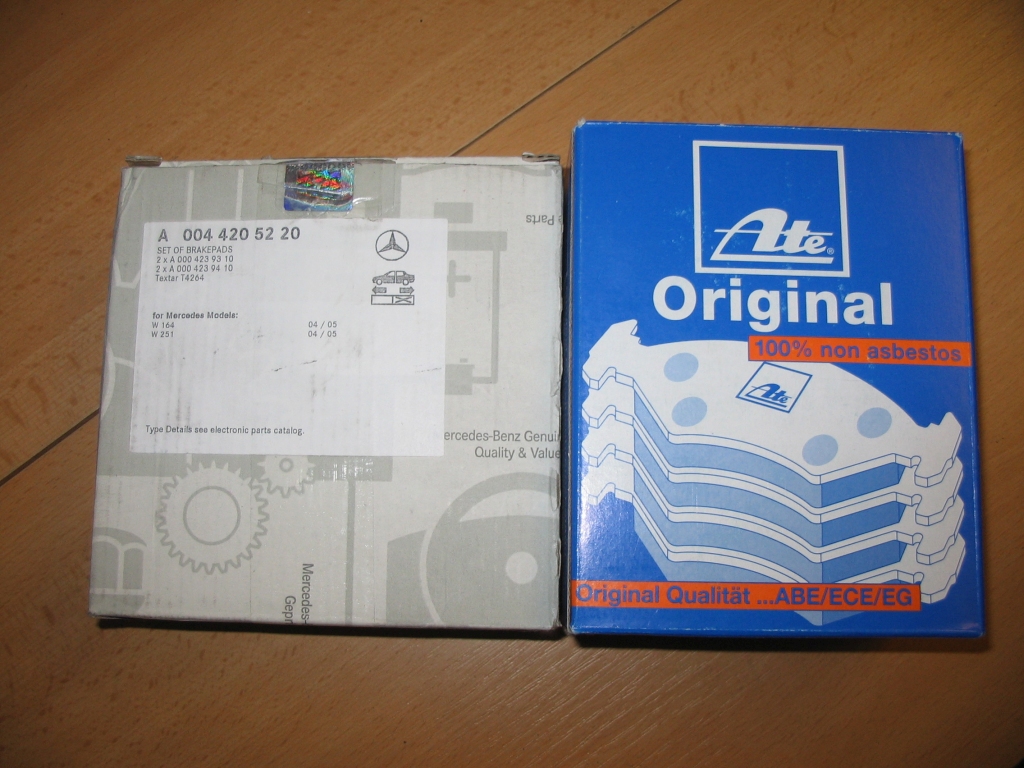 A 004 420 52 20
SET OF BRAKEPADS
2 x A 000 423 93 10
2 x A 000 423 94 10
Textar T4264
for Mercedes Models:
W 164 04 / 05
W 251 04 / 05
Type Details see electronic parts catalog.
Parts
ercedes-Benz Genui
Quality & Value
Mercedes-
Gepr
Ate®
Original
100% non asbestos
Ate
Original Qualität ...ABE/ECE/EG